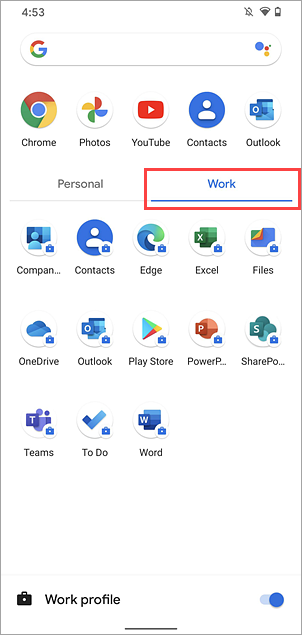 4:53
Chrome Photos YouTube Contacts Outlook
Personal Work
Compan... Contacts Edge Excel Files
OneDrive Outlook Play Store PowerP... SharePo...
Teams To Do Word
Work profile